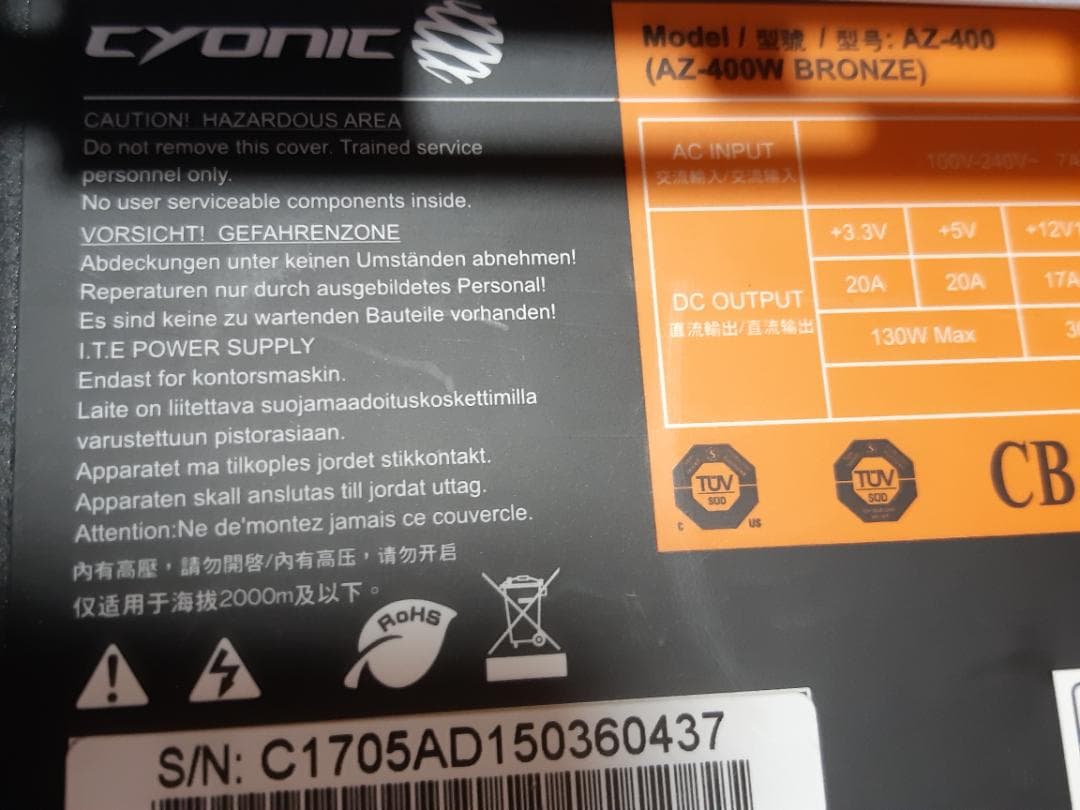 CYONIC
CAUTION! HAZARDOUS AREA
Do not remove this cover. Trained service
personnel only.
No user serviceable components inside.
VORSICHT! GEFAHRENZONE
Abdeckungen unter keinen Umständen abnehmen!
Reperaturen nur durch ausgebildetes Personal!
Es sind keine zu wartenden Bauteile vorhanden!
I.T.E POWER SUPPLY
Endast for kontorsmaskin.
Laite on liitettava suojamaadoituskoskettimilla
varustettuun pistorasiaan.
Apparatet ma tilkoples jordet stikkontakt.
Apparaten skall anslutas till jordat uttag.
Attention:Ne de'montez jamais ce couvercle.
內有高壓，請勿開啓/內有高压，请勿开启
仅适用于海拔2000m及以下。
RoHS
S/N: C1705AD150360437
Model / 型號 / 型号: AZ-400
(AZ-400W BRONZE)
AC INPUT
交流輸入/交流输入
100V-240V~ 7A
DC OUTPUT
直流輸出/直流输出
+3.3V +5V +12V1
20A 20A 17A
130W Max
TÜV
SÜD
C US
TÜV
SÜD
CB